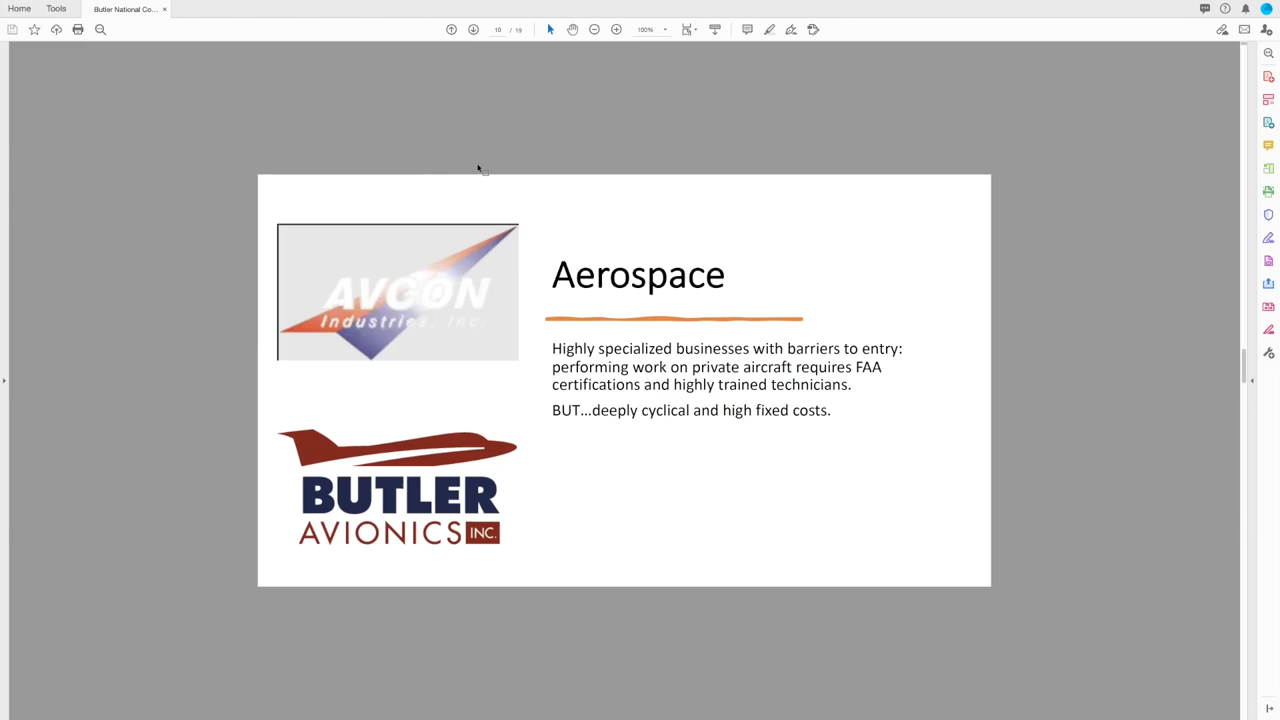 Home Tools Butler National Co... ×
10 / 19 100%
AVCON
Industries, Inc.
Aerospace
Highly specialized businesses with barriers to entry:
performing work on private aircraft requires FAA
certifications and highly trained technicians.
BUT...deeply cyclical and high fixed costs.
BUTLER
AVIONICS INC.